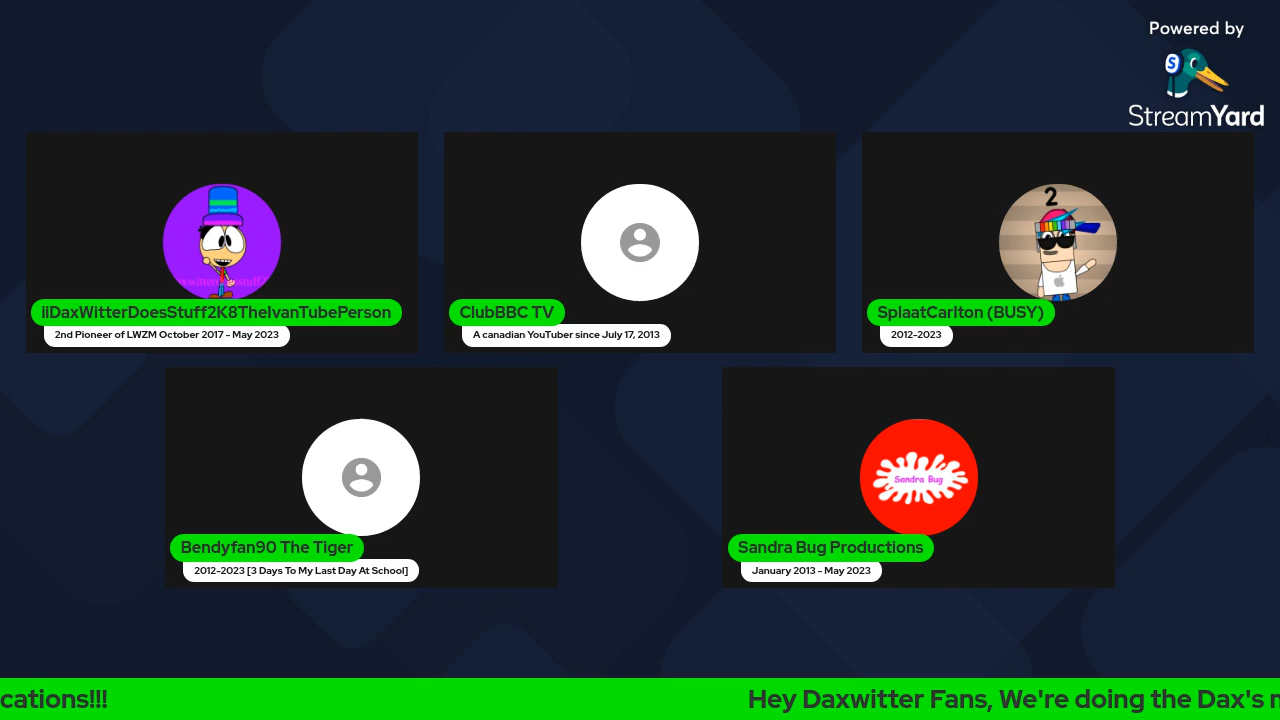 Powered by
S
StreamYard
iiDaxWitterDoesStuff2K8TheIvanTubePerson
2nd Pioneer of LWZM October 2017 - May 2023
ClubBBC TV
A canadian YouTuber since July 17, 2013
2
SplaatCarlton (BUSY)
2012-2023
Bendyfan90 The Tiger
2012-2023 [3 Days To My Last Day At School]
Sandra Bug
Sandra Bug Productions
January 2013 - May 2023
cations!!! Hey Daxwitter Fans, We're doing the Dax's